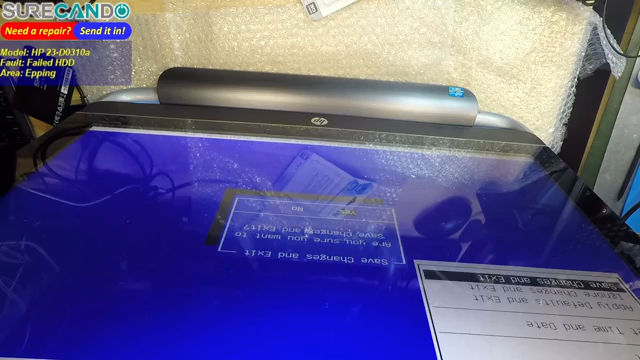 SURECANDO
Need a repair? Send it in!
Model: HP 23-D0310a
Fault: Failed HDD
Area: Epping
hp
Save Changes and Exit
Are you sure you want to
Save Changes and Exit?
Yes
No
t Time and Date
Apply Defaults and Exit
Ignore Changes and Exit
Save Changes and Exit